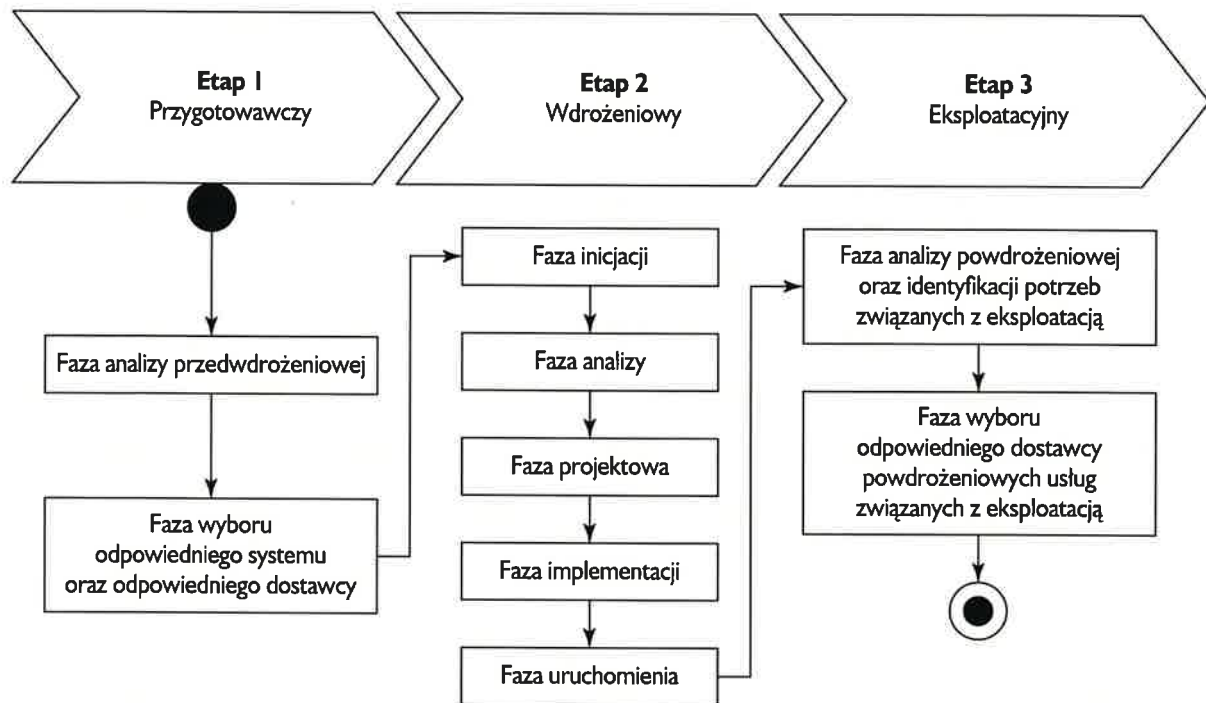 Etap 1
Przygotowawczy
Etap 2
Wdrożeniowy
Etap 3
Eksploatacyjny
Faza analizy przedwdrożeniowej
Faza wyboru
odpowiedniego systemu
oraz odpowiedniego dostawcy
Faza inicjacji
Faza analizy
Faza projektowa
Faza implementacji
Faza uruchomienia
Faza analizy powdrożeniowej
oraz identyfikacji potrzeb
związanych z eksploatacją
Faza wyboru
odpowiedniego dostawcy
powdrożeniowych usług
związanych z eksploatacją